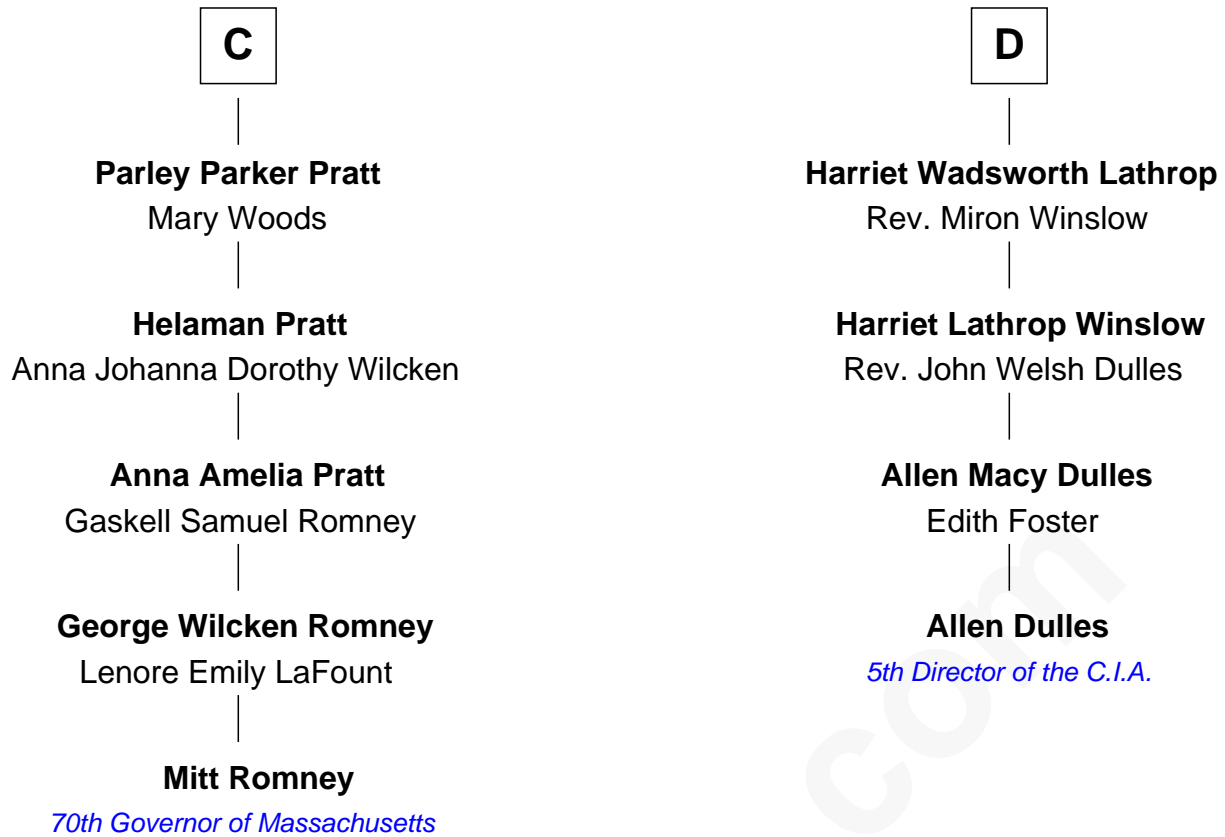 C
Parley Parker Pratt
Mary Woods
Helaman Pratt
Anna Johanna Dorothy Wilcken
Anna Amelia Pratt
Gaskell Samuel Romney
George Wilcken Romney
Lenore Emily LaFount
Mitt Romney
70th Governor of Massachusetts
D
Harriet Wadsworth Lathrop
Rev. Miron Winslow
Harriet Lathrop Winslow
Rev. John Welsh Dulles
Allen Macy Dulles
Edith Foster
Allen Dulles
5th Director of the C.I.A.
com